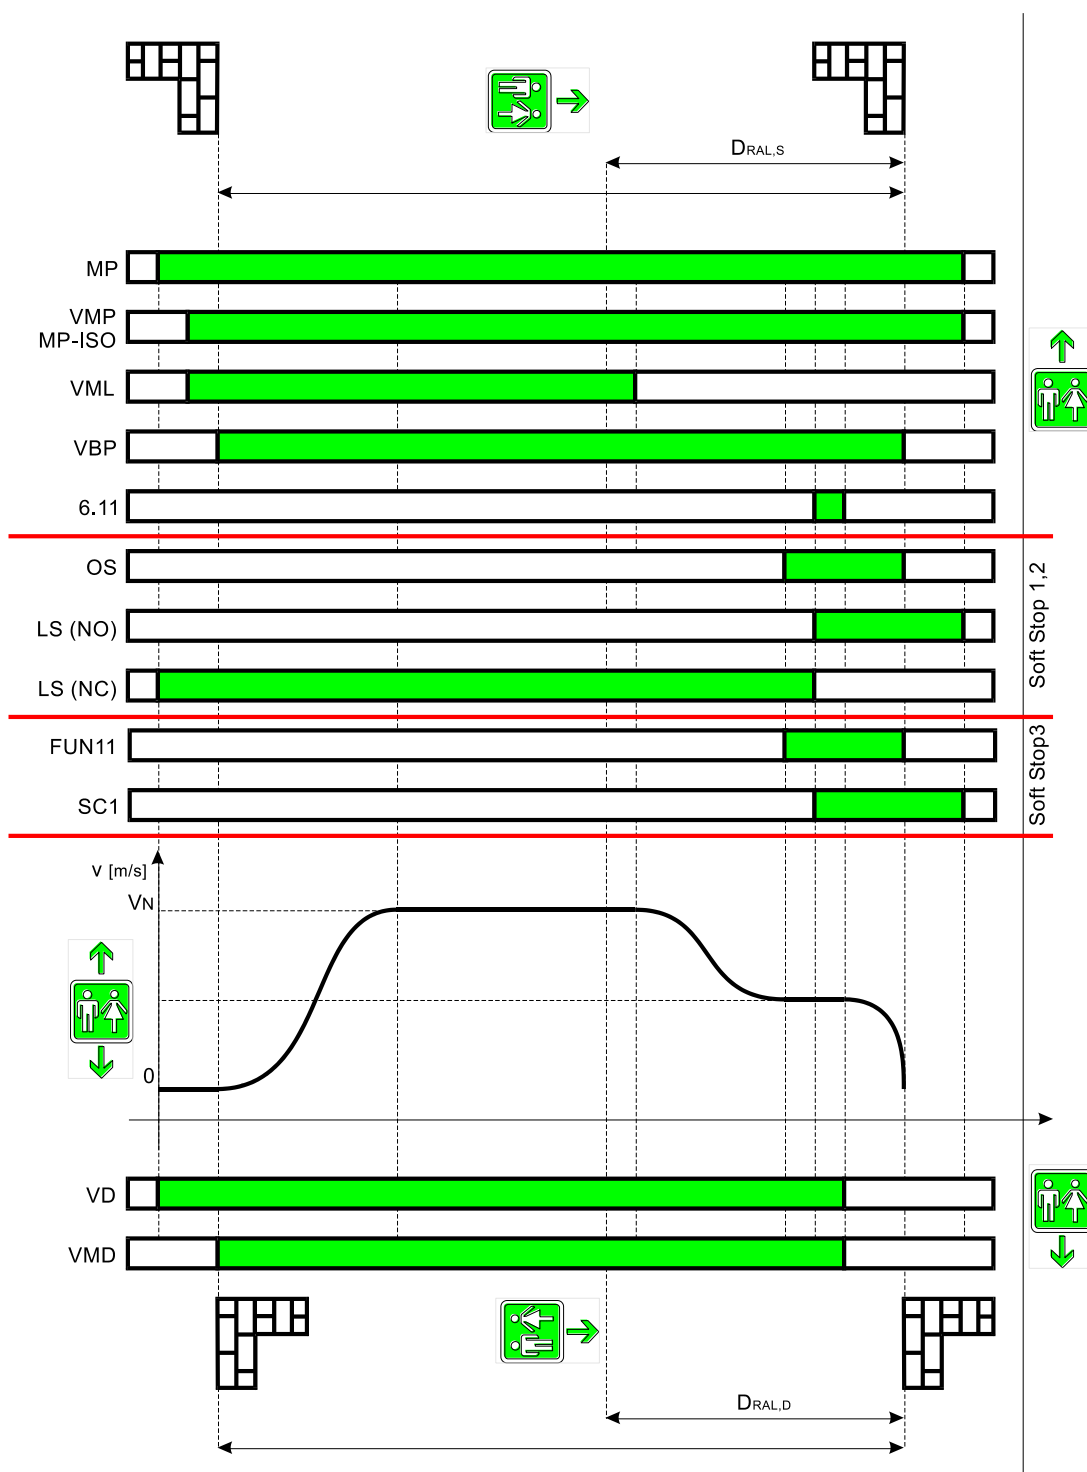 DRAL,S
MP
VMP
MP-ISO
VML
VBP
6.11
OS
LS (NO)
LS (NC)
Soft Stop 1,2
FUN11
SC1
Soft Stop3
v [m/s]
VN
0
VD
VMD
DRAL,D